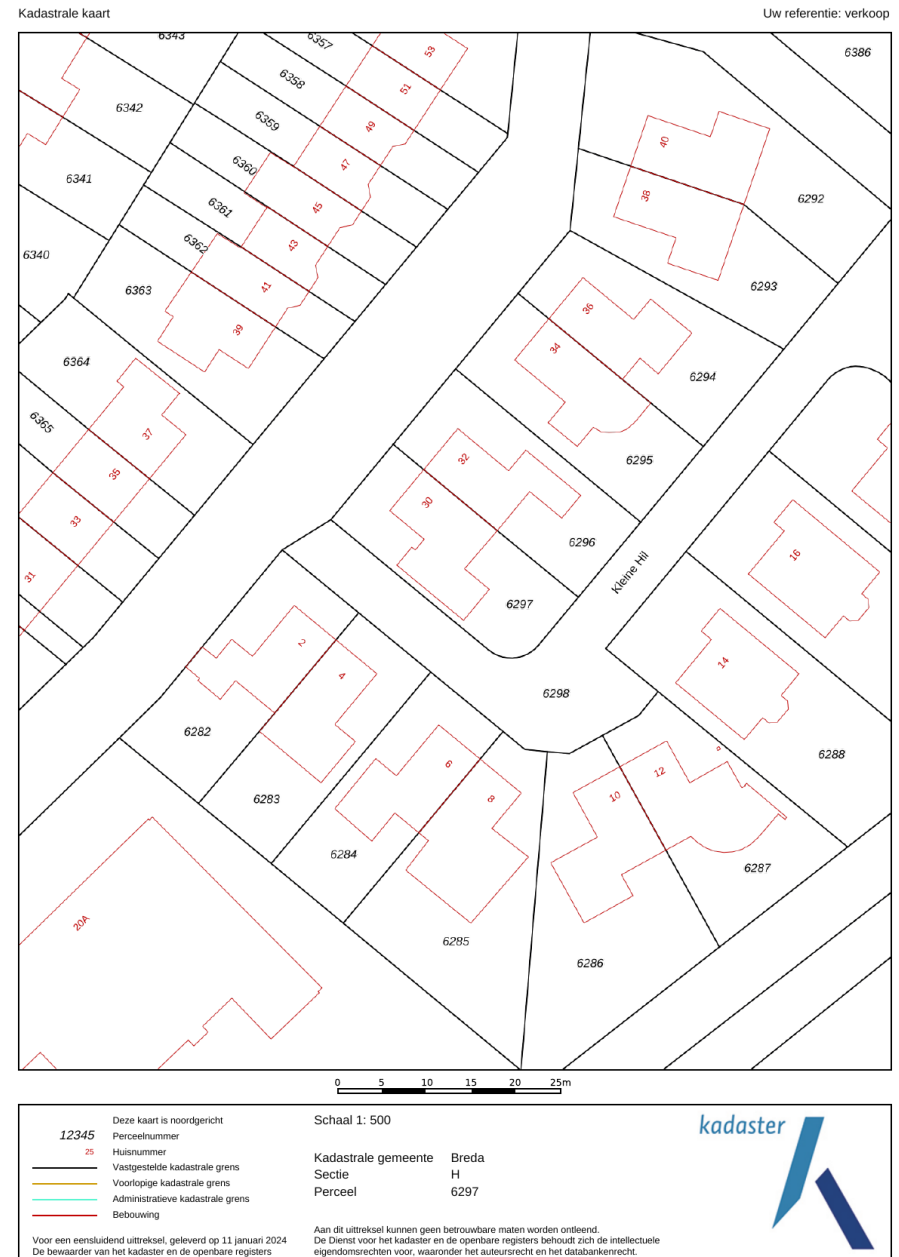 Kadastrale kaart
Uw referentie: verkoop
6343
6357
53
6386
6358
51
6342
6359
49
40
6360
47
6341
38
6292
6361
45
6362
43
6340
6293
6363
41
36
39
34
6364
6294
6365
37
32
6295
35
30
16
33
6296
Kleine Hil
31
6297
2
14
4
6298
6282
6288
6
12
8
10
6283
6284
6287
20A
6285
6286
0 5 10 15 20 25m
Deze kaart is noordgericht
12345 Perceelnummer
25 Huisnummer
Vastgestelde kadastrale grens
Voorlopige kadastrale grens
Administratieve kadastrale grens
Bebouwing
Voor een eensluidend uittreksel, geleverd op 11 januari 2024
De bewaarder van het kadaster en de openbare registers
Schaal 1: 500
Kadastrale gemeente Breda
Sectie H
Perceel 6297
Aan dit uittreksel kunnen geen betrouwbare maten worden ontleend.
De Dienst voor het kadaster en de openbare registers behoudt zich de intellectuele
eigendomsrechten voor, waaronder het auteursrecht en het databankenrecht.
kadaster